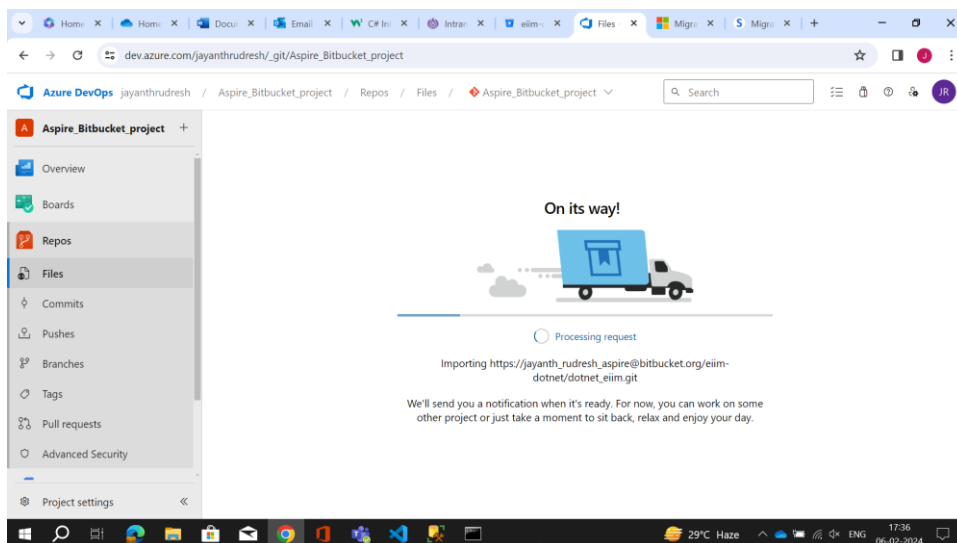 Home
Home
Docu
Email
C# In
Intran
eiim-c
Files -
Migra
Migra
dev.azure.com/jayanthrudresh/_git/Aspire_Bitbucket_project
J
Azure DevOps jayanthrudresh / Aspire_Bitbucket_project / Repos / Files / Aspire_Bitbucket_project
Search
JR
A Aspire_Bitbucket_project +
Overview
Boards
Repos
Files
Commits
Pushes
Branches
Tags
Pull requests
Advanced Security
Project settings
On its way!
Processing request
Importing https://jayanth_rudresh_aspire@bitbucket.org/eiim-
dotnet/dotnet_eiim.git
We'll send you a notification when it's ready. For now, you can work on some
other project or just take a moment to sit back, relax and enjoy your day.
29°C Haze
ENG
17:36
06-02-2024